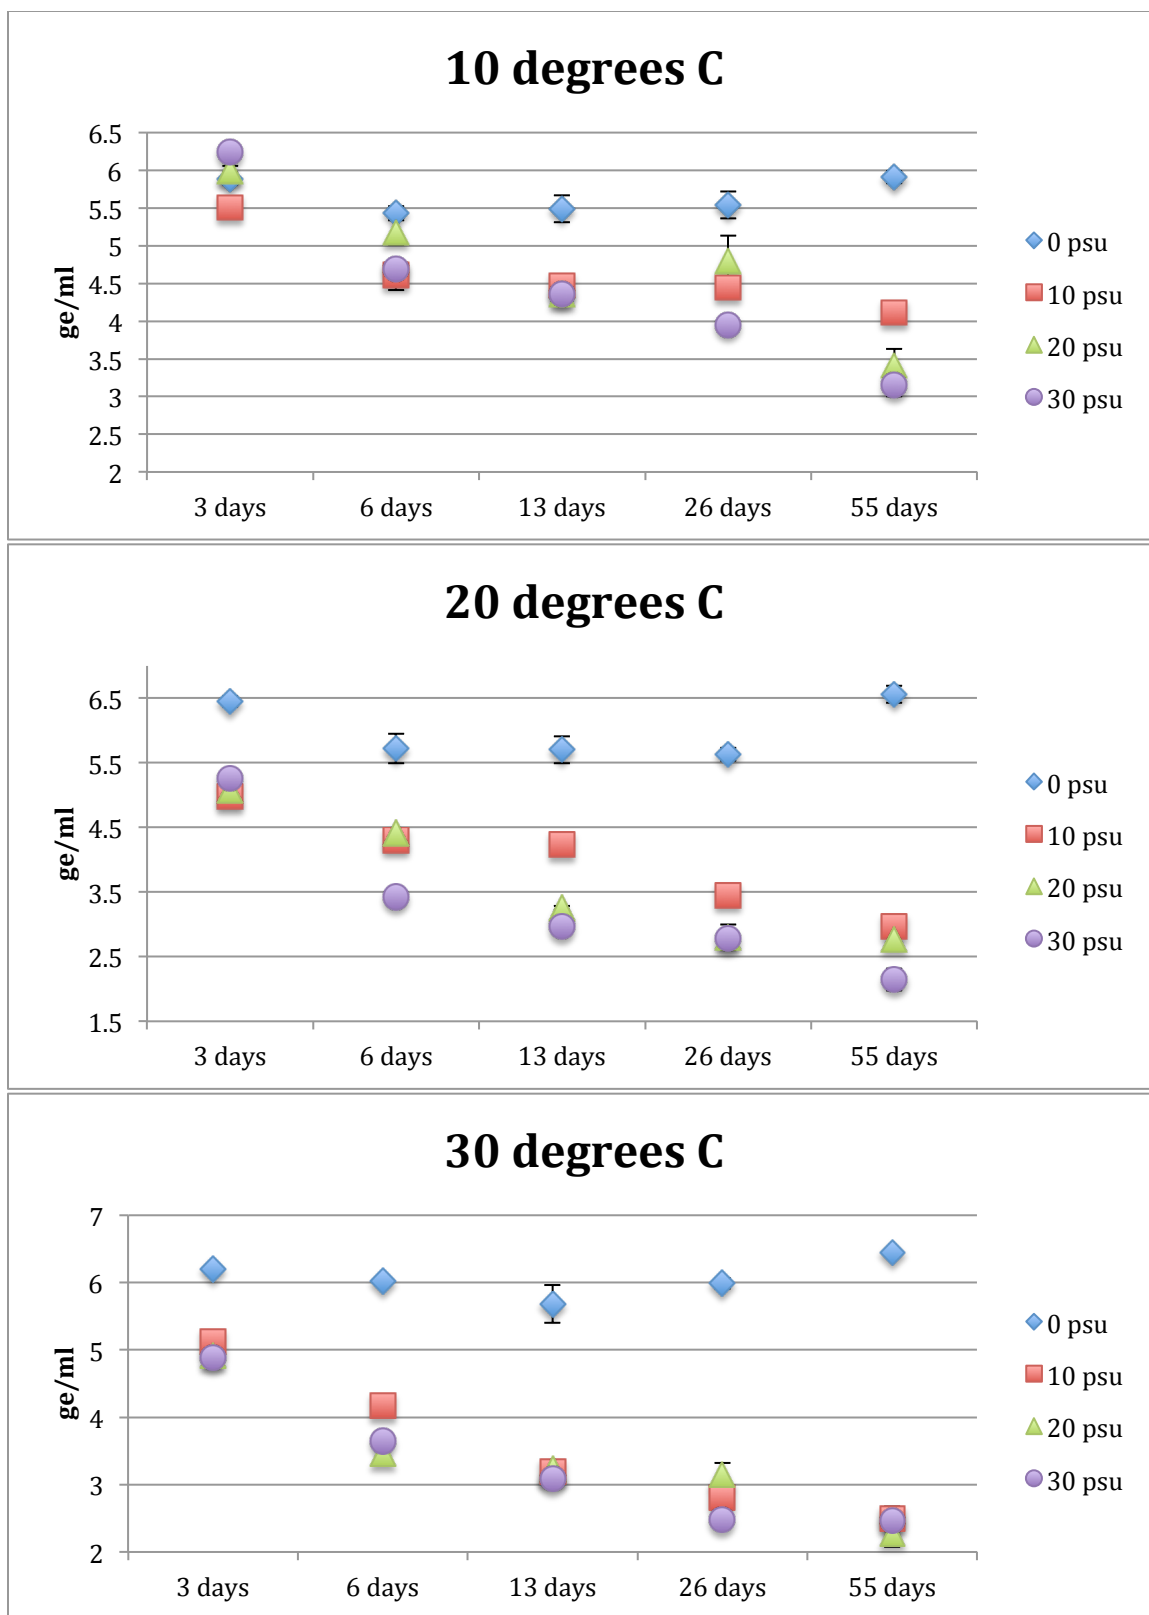 10 degrees C
6.5
6
5.5
5
4.5
4
3.5
3
2.5
2
ge/ml
3 days 6 days 13 days 26 days 55 days
0 psu
10 psu
20 psu
30 psu
20 degrees C
6.5
5.5
4.5
3.5
2.5
1.5
ge/ml
3 days 6 days 13 days 26 days 55 days
0 psu
10 psu
20 psu
30 psu
30 degrees C
7
6
5
4
3
2
ge/ml
3 days 6 days 13 days 26 days 55 days
0 psu
10 psu
20 psu
30 psu